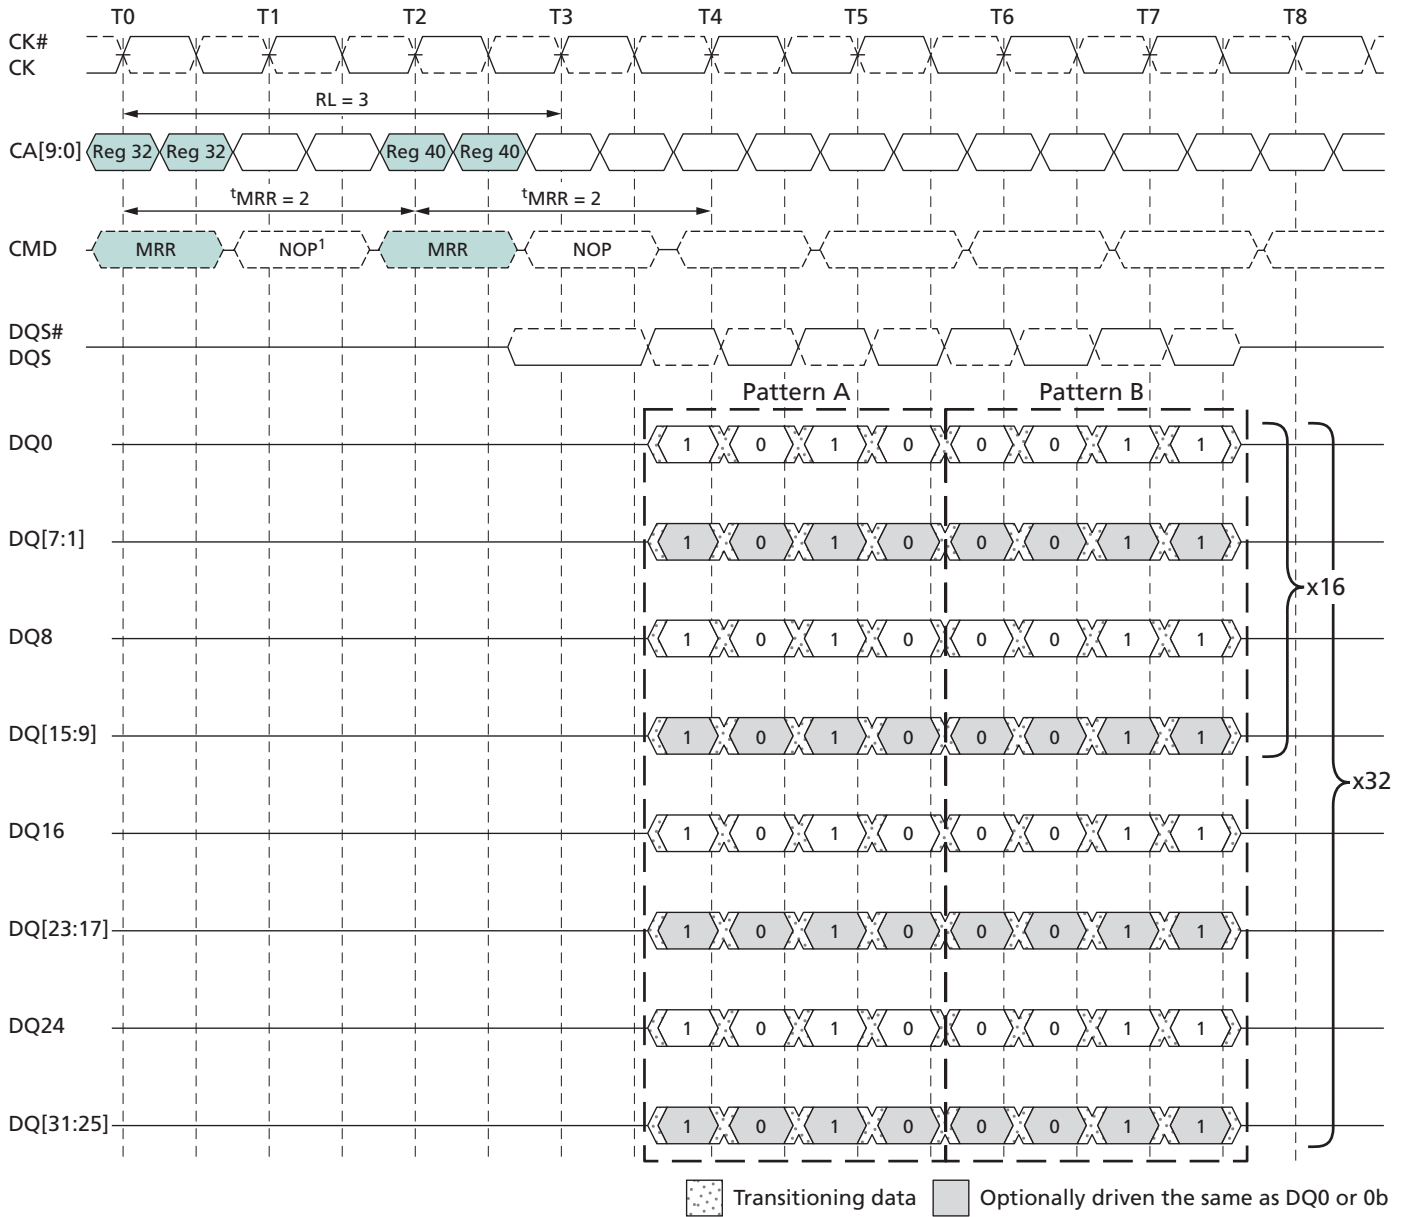 T0 T1 T2 T3 T4 T5 T6 T7 T8
CK#
CK
RL = 3
CA[9:0] Reg 32 Reg 32 Reg 40 Reg 40
tMRR = 2 tMRR = 2
CMD MRR NOP1 MRR NOP
DQS#
DQS
Pattern A Pattern B
DQ0 1 0 1 0 0 0 1 1
DQ[7:1] 1 0 1 0 0 0 1 1
x16
DQ8 1 0 1 0 0 0 1 1
DQ[15:9] 1 0 1 0 0 0 1 1
x32
DQ16 1 0 1 0 0 0 1 1
DQ[23:17] 1 0 1 0 0 0 1 1
DQ24 1 0 1 0 0 0 1 1
DQ[31:25] 1 0 1 0 0 0 1 1
Transitioning data Optionally driven the same as DQ0 or 0b